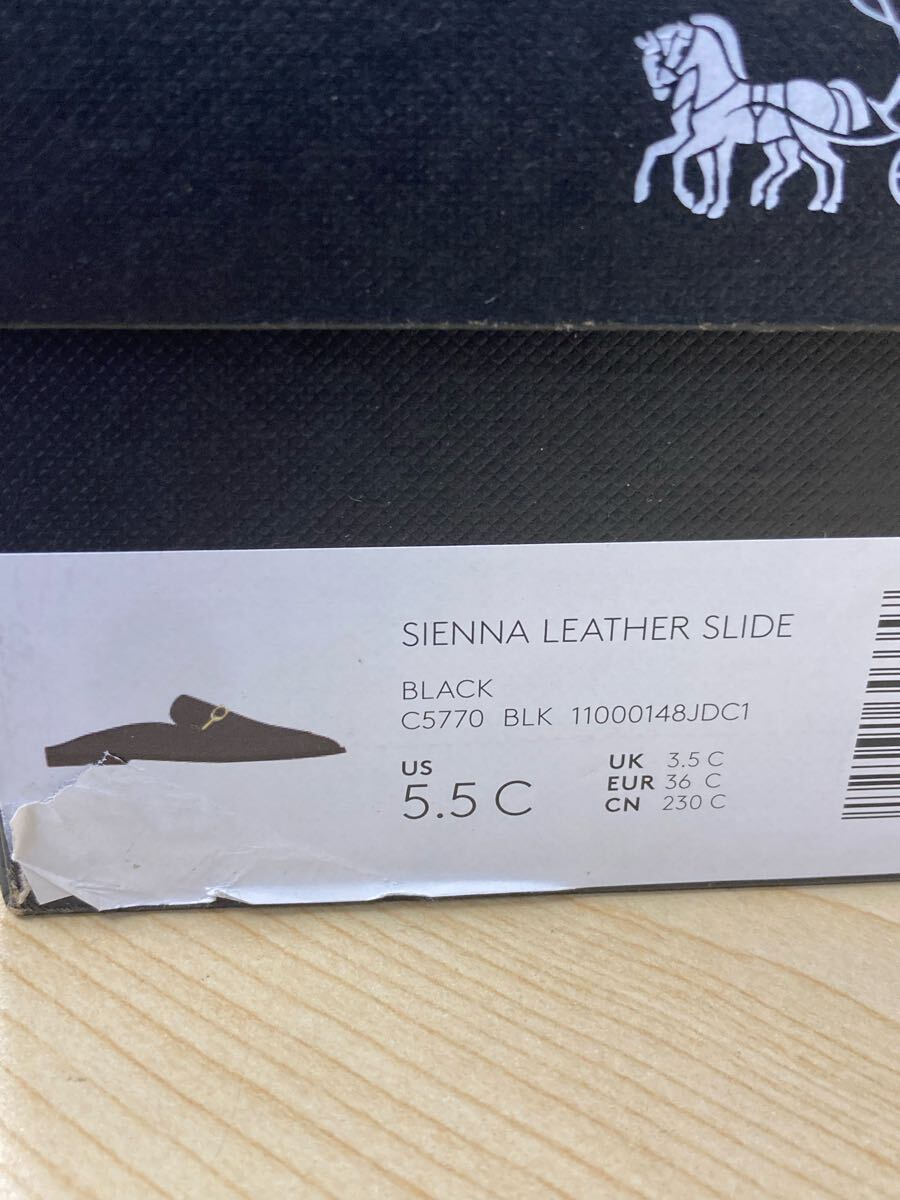 SIENNA LEATHER SLIDE
BLACK
C5770 BLK 11000148JDC1
US
5.5 C
UK 3.5 C
EUR 36 C
CN 230 C